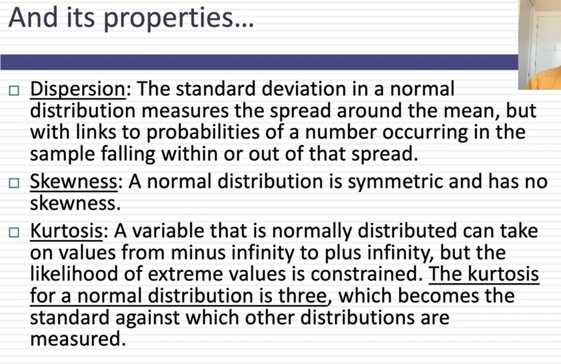 And its properties...
Dispersion: The standard deviation in a normal
distribution measures the spread around the mean, but
with links to probabilities of a number occurring in the
sample falling within or out of that spread.
Skewness: A normal distribution is symmetric and has no
skewness.
Kurtosis: A variable that is normally distributed can take
on values from minus infinity to plus infinity, but the
likelihood of extreme values is constrained. The kurtosis
for a normal distribution is three, which becomes the
standard against which other distributions are
measured.